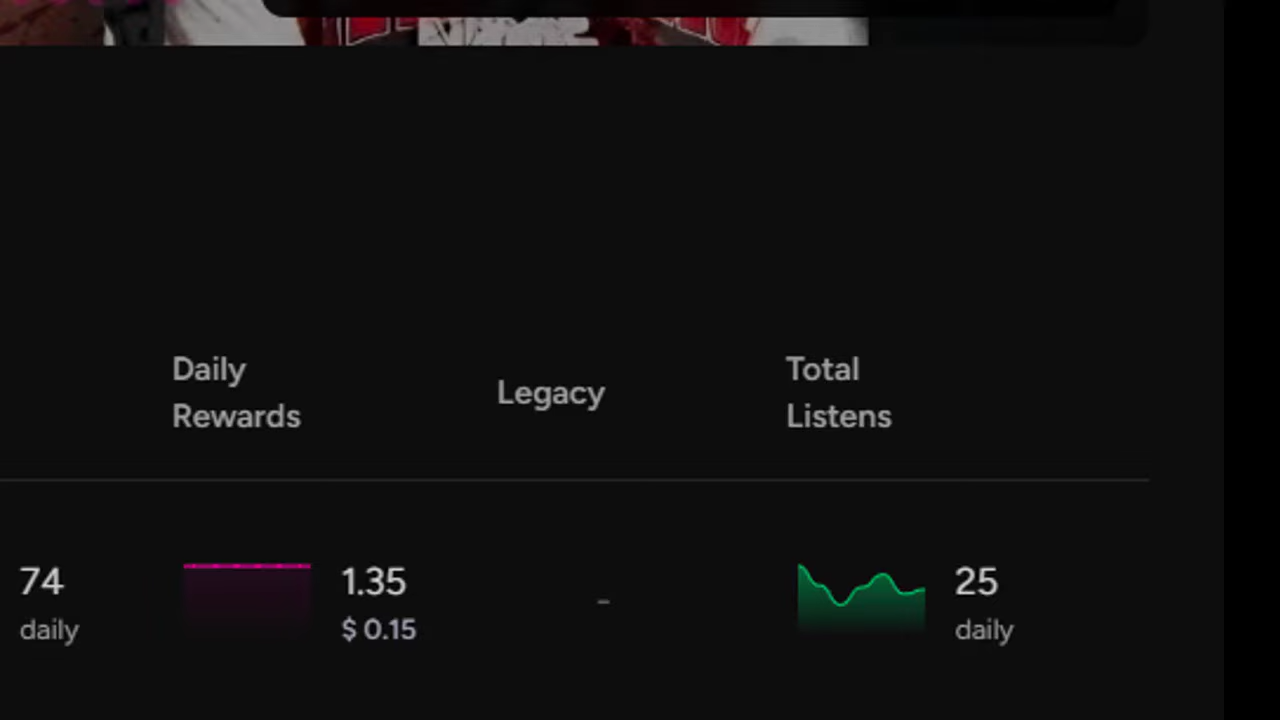 Daily
Rewards
Legacy
Total
Listens
74
daily
1.35
$ 0.15
-
25
daily